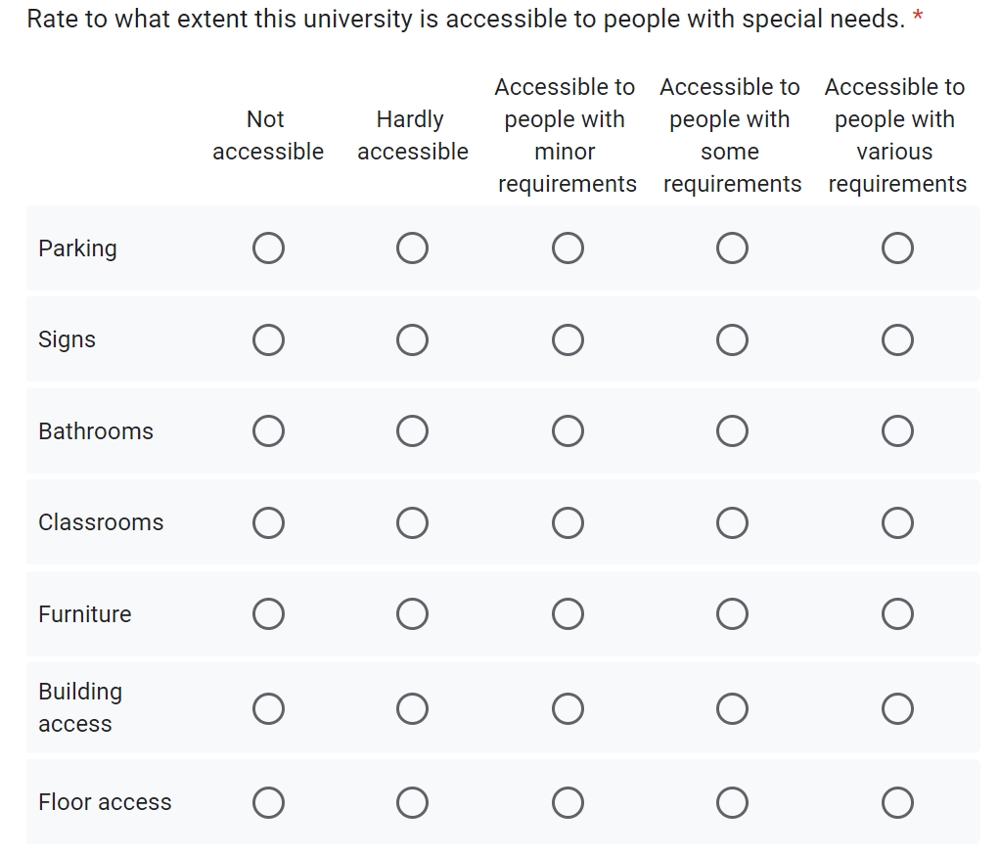 Rate to what extent this university is accessible to people with special needs. *
Not accessible
Hardly accessible
Accessible to people with minor requirements
Accessible to people with some requirements
Accessible to people with various requirements
Parking
Signs
Bathrooms
Classrooms
Furniture
Building
access
Floor access